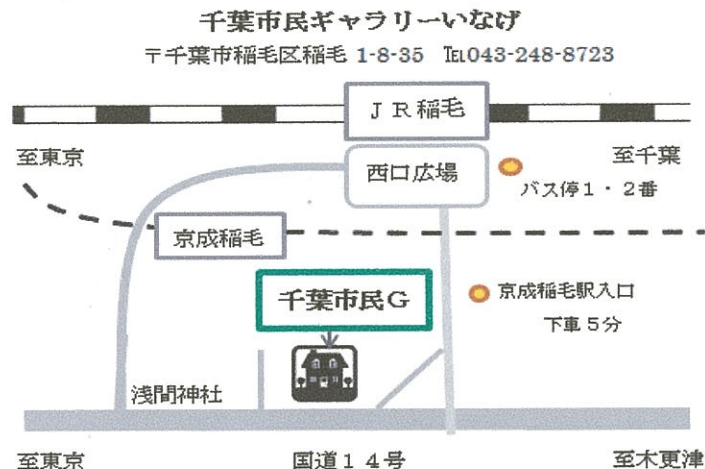 千葉市民ギャラリーいなげ
〒千葉市稲毛区稲毛 1-8-35 ℡043-248-8723
ＪＲ稲毛
至東京
至千葉
西口広場
バス停１・２番
京成稲毛
千葉市民Ｇ
京成稲毛駅入口
下車５分
浅間神社
至東京
国道１４号
至木更津